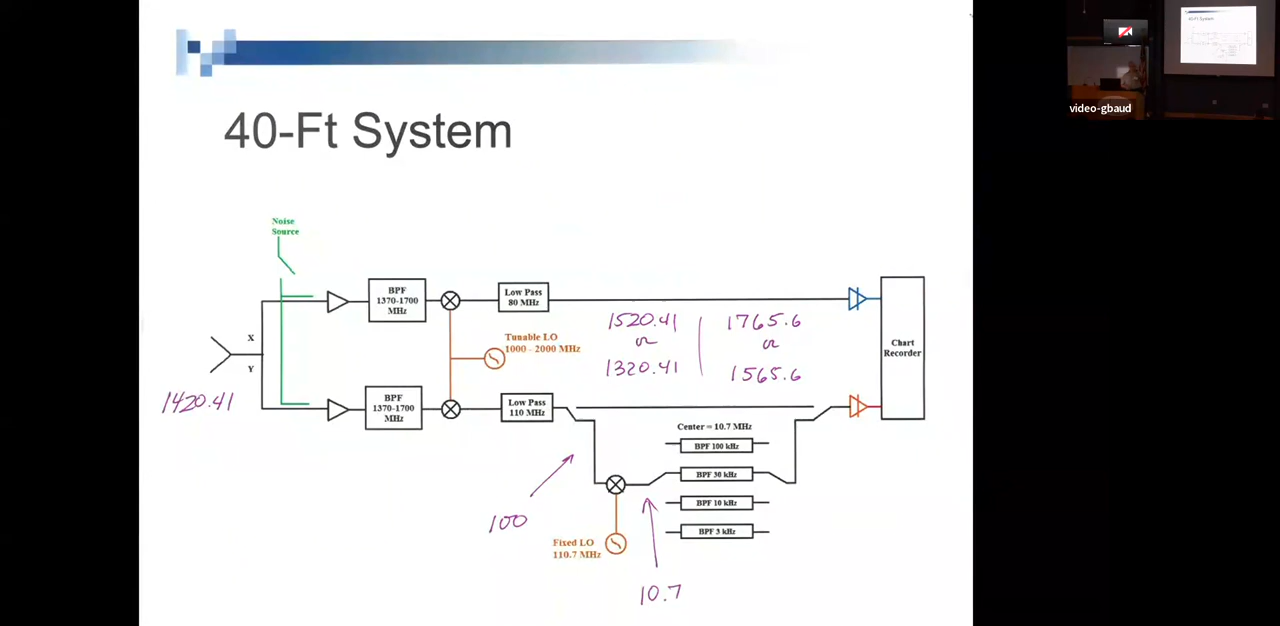 video-gbaud
40-Ft System
40-Ft System
Noise
Source
BPF
1370-1700
MHz
Low Pass
80 MHz
1520.41
or
1320.41
1765.6
or
1565.6
X
Tunable LO
1000 - 2000 MHz
Chart
Recorder
Y
1420.41
BPF
1370-1700
MHz
Low Pass
110 MHz
Center = 10.7 MHz
BPF 100 kHz
BPF 30 kHz
BPF 10 kHz
BPF 3 kHz
100
Fixed LO
110.7 MHz
10.7